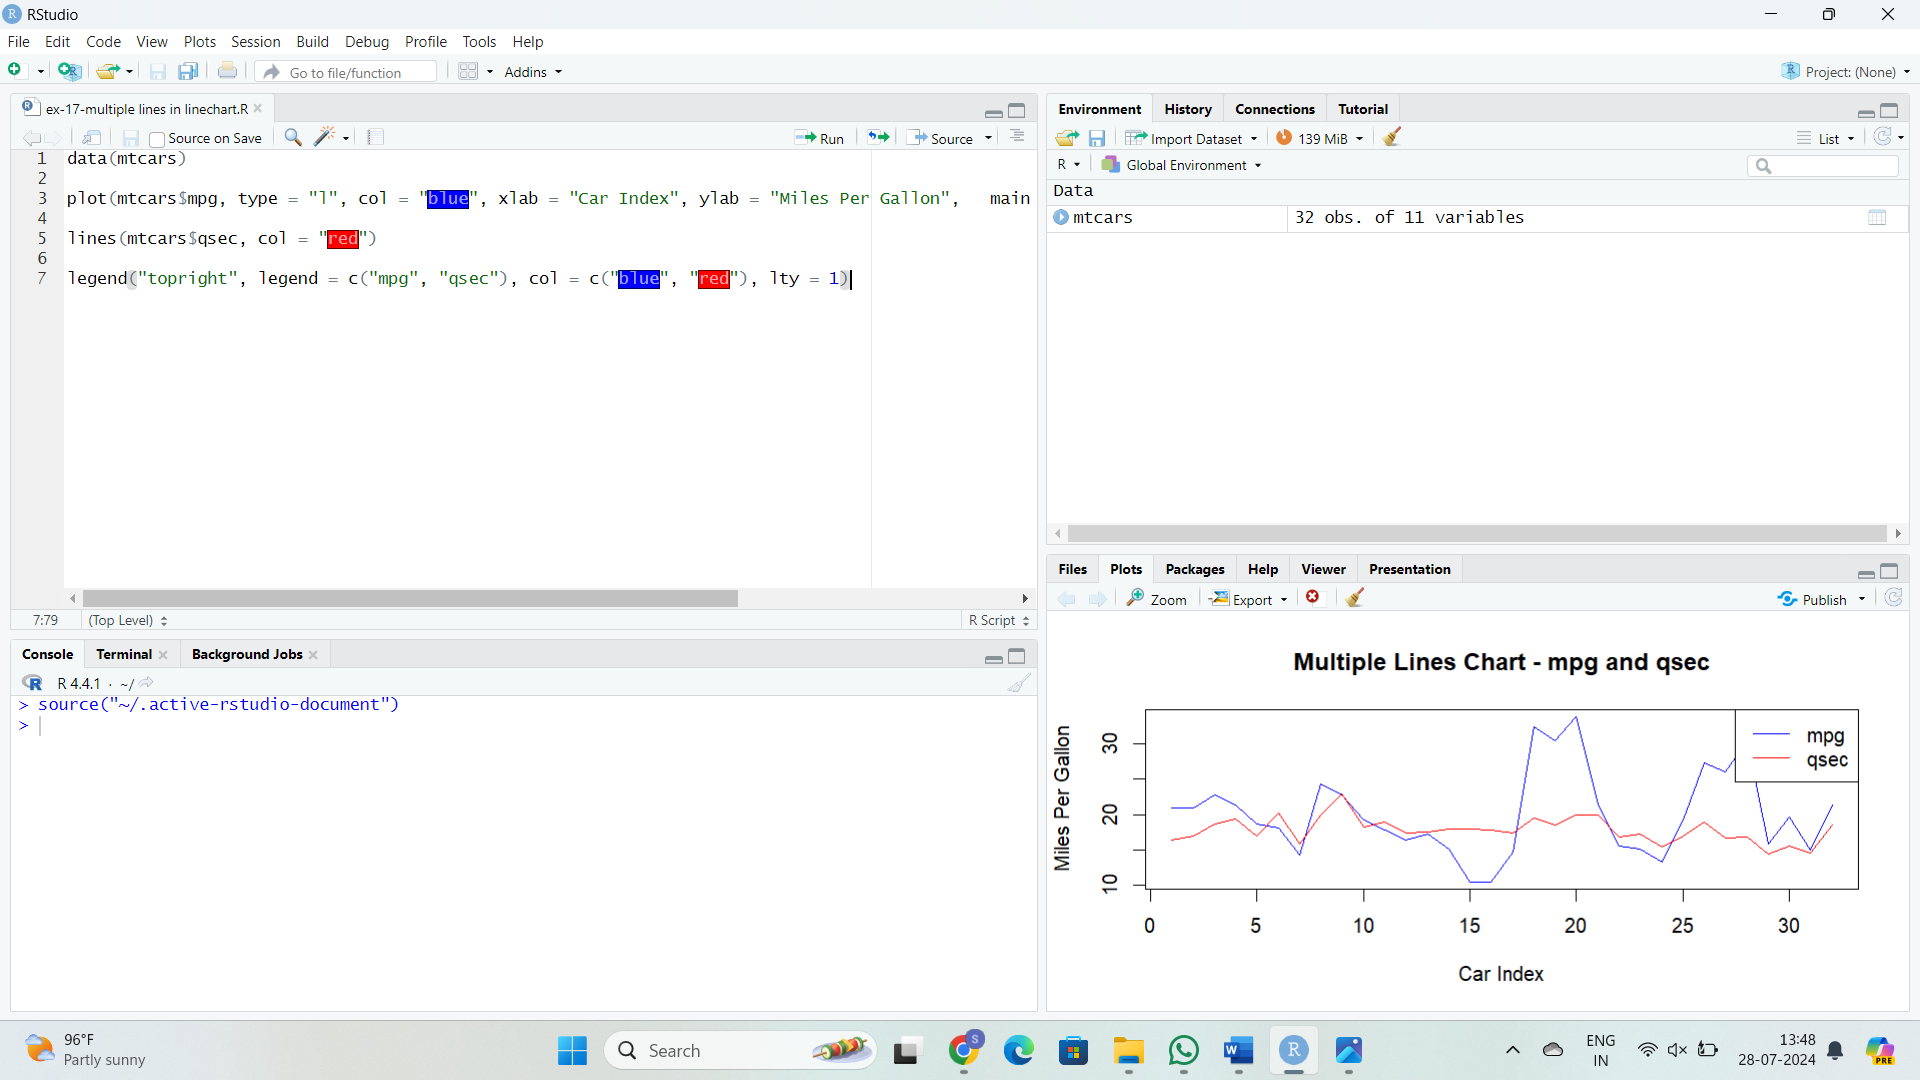 RStudio
File Edit Code View Plots Session Build Debug Profile Tools Help
Go to file/function Addins Project: (None)
ex-17-multiple lines in linechart.R
Source on Save Run Source
1 data(mtcars)
2
3 plot(mtcars$mpg, type = "l", col = "blue", xlab = "Car Index", ylab = "Miles Per Gallon", main
4
5 lines(mtcars$qsec, col = "red")
6
7 legend("topright", legend = c("mpg", "qsec"), col = c("blue", "red"), lty = 1)
7:79 (Top Level) R Script
Console Terminal Background Jobs
R 4.4.1 · ~/
> source("~/.active-rstudio-document")
>
Environment History Connections Tutorial
Import Dataset 139 MiB List
R Global Environment
Data
mtcars 32 obs. of 11 variables
Files Plots Packages Help Viewer Presentation
Zoom Export Publish
Multiple Lines Chart - mpg and qsec
Miles Per Gallon
30
20
10
mpg
qsec
0 5 10 15 20 25 30
Car Index
96°F
Partly sunny
Search
ENG
IN
13:48
28-07-2024
PRE